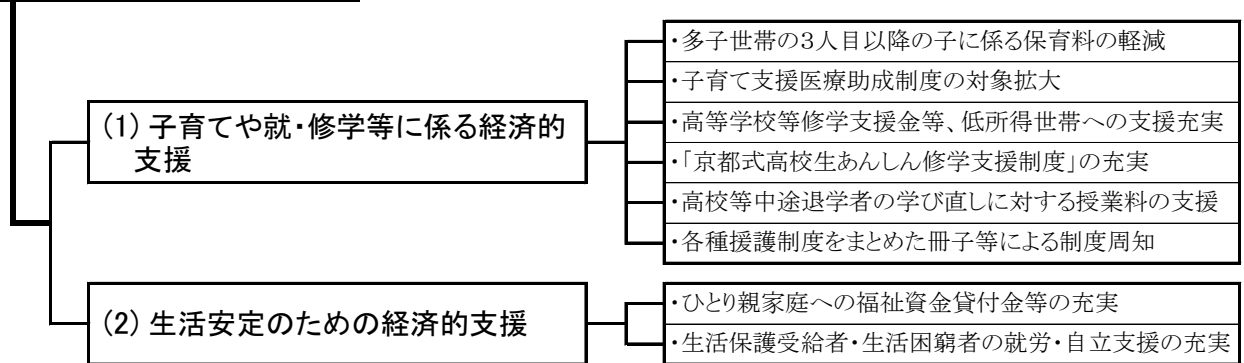 (1) 子育てや就・修学等に係る経済的
支援
・多子世帯の3人目以降の子に係る保育料の軽減
・子育て支援医療助成制度の対象拡大
・高等学校等修学支援金等、低所得世帯への支援充実
・「京都式高校生あんしん修学支援制度」の充実
・高校等中途退学者の学び直しに対する授業料の支援
・各種援護制度をまとめた冊子等による制度周知
(2) 生活安定のための経済的支援
・ひとり親家庭への福祉資金貸付金等の充実
・生活保護受給者・生活困窮者の就労・自立支援の充実